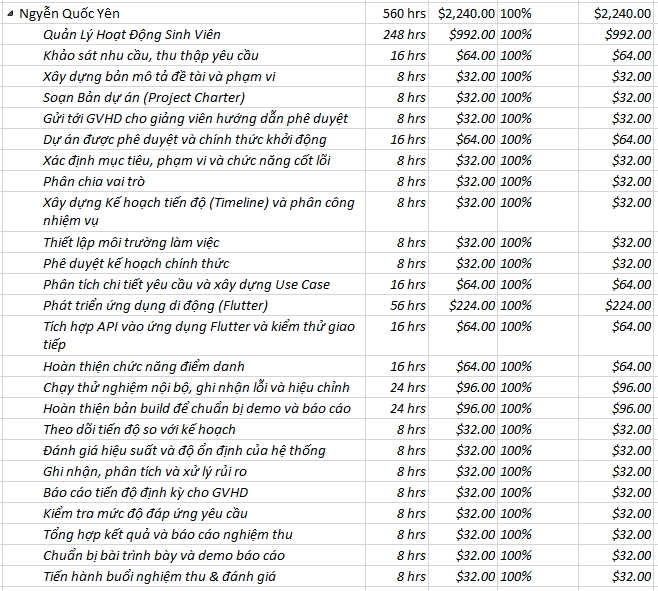 Ngyễn Quốc Yên 560 hrs $2,240.00 100% $2,240.00
Quản Lý Hoạt Động Sinh Viên 248 hrs $992.00 100% $992.00
Khảo sát nhu cầu, thu thập yêu cầu 16 hrs $64.00 100% $64.00
Xây dựng bản mô tả đề tài và phạm vi 8 hrs $32.00 100% $32.00
Soạn Bản dự án (Project Charter) 8 hrs $32.00 100% $32.00
Gửi tới GVHD cho giảng viên hướng dẫn phê duyệt 8 hrs $32.00 100% $32.00
Dự án được phê duyệt và chính thức khởi động 16 hrs $64.00 100% $64.00
Xác định mục tiêu, phạm vi và chức năng cốt lõi 8 hrs $32.00 100% $32.00
Phân chia vai trò 8 hrs $32.00 100% $32.00
Xây dựng Kế hoạch tiến độ (Timeline) và phân công 8 hrs $32.00 100% $32.00
nhiệm vụ
Thiết lập môi trường làm việc 8 hrs $32.00 100% $32.00
Phê duyệt kế hoạch chính thức 8 hrs $32.00 100% $32.00
Phân tích chi tiết yêu cầu và xây dựng Use Case 16 hrs $64.00 100% $64.00
Phát triển ứng dụng di động (Flutter) 56 hrs $224.00 100% $224.00
Tích hợp API vào ứng dụng Flutter và kiểm thử giao 16 hrs $64.00 100% $64.00
tiếp
Hoàn thiện chức năng điểm danh 16 hrs $64.00 100% $64.00
Chạy thử nghiệm nội bộ, ghi nhận lỗi và hiệu chỉnh 24 hrs $96.00 100% $96.00
Hoàn thiện bản build để chuẩn bị demo và báo cáo 24 hrs $96.00 100% $96.00
Theo dõi tiến độ so với kế hoạch 8 hrs $32.00 100% $32.00
Đánh giá hiệu suất và độ ổn định của hệ thống 8 hrs $32.00 100% $32.00
Ghi nhận, phân tích và xử lý rủi ro 8 hrs $32.00 100% $32.00
Báo cáo tiến độ định kỳ cho GVHD 8 hrs $32.00 100% $32.00
Kiểm tra mức độ đáp ứng yêu cầu 8 hrs $32.00 100% $32.00
Tổng hợp kết quả và báo cáo nghiệm thu 8 hrs $32.00 100% $32.00
Chuẩn bị bài trình bày và demo báo cáo 8 hrs $32.00 100% $32.00
Tiến hành buổi nghiệm thu & đánh giá 8 hrs $32.00 100% $32.00